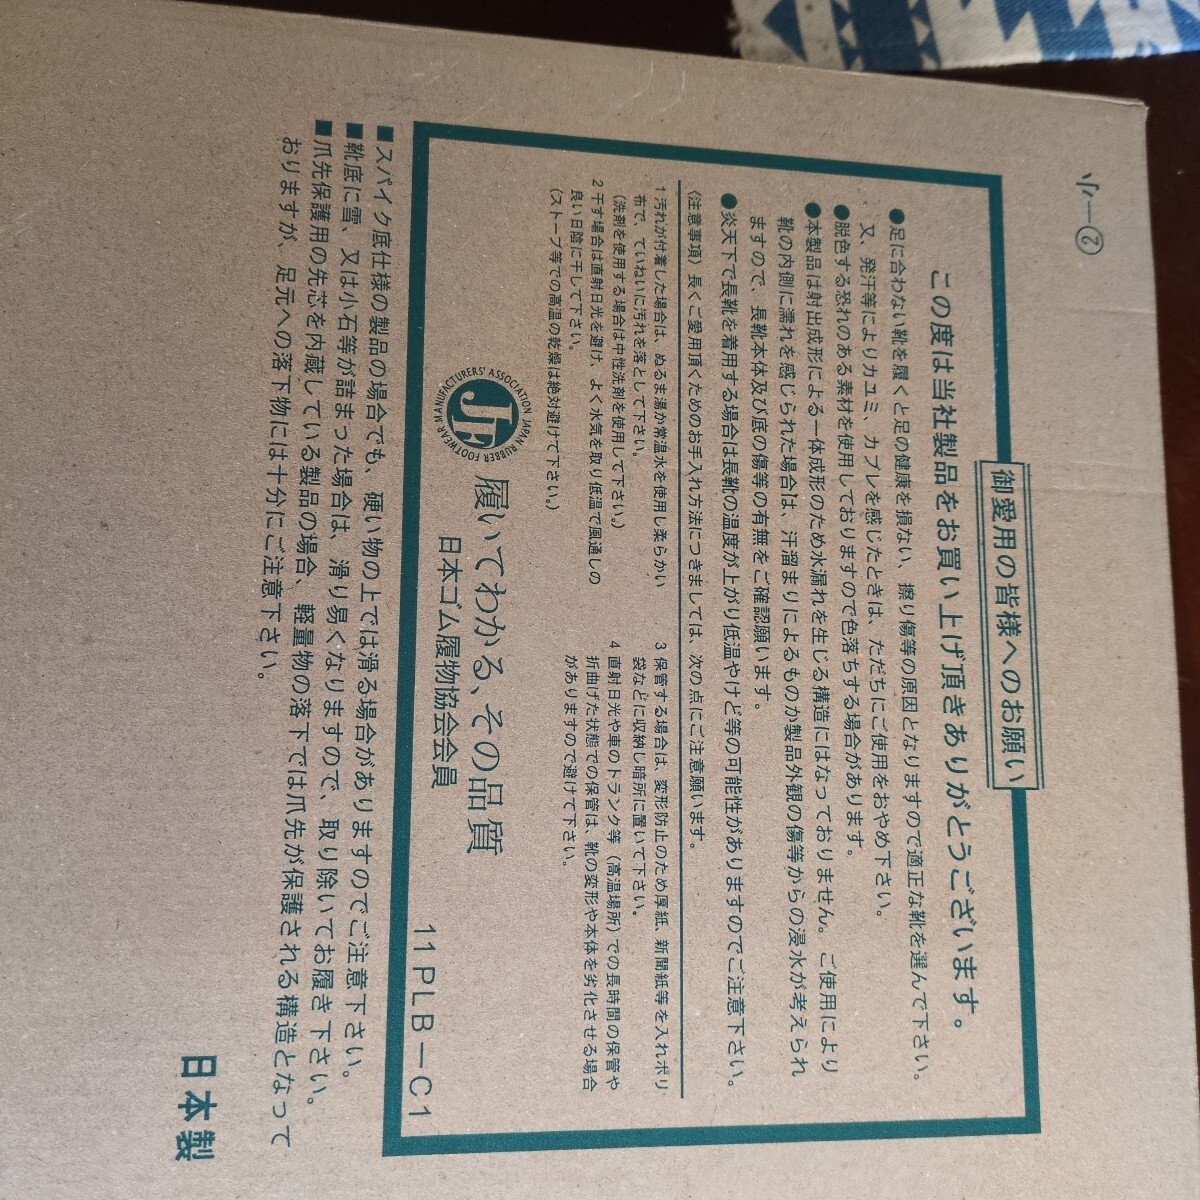 御愛用の皆様へのお願い
この度は当社製品をお買い上げ頂きありがとうございます。
●足に合わない靴を履くと足の健康を損ない、擦り傷等の原因となりますので適正な靴を選んで下さい。
又、発汗等によりカユミ、カブレを感じたときは、ただちにご使用をおやめ下さい。
●脱色する恐れのある素材を使用しておりますので色落ちする場合があります。
●本製品は射出成形による一体成形のため水漏れを生じる構造にはなっておりません。ご使用により
靴の内側に濡れを感じられた場合は、汗溜まりによるものか製品外観の傷等からの浸水が考えられ
ますので、長靴本体及び底の傷等の有無をご確認願います。
●炎天下で長靴を着用する場合は長靴の温度が上がり低温やけど等の可能性がありますのでご注意下さい。
(注意事項) 長くご愛用頂くためのお手入れ方法につきましては、次の点にご注意願います。
1 汚れが付着した場合は、ぬるま湯か常温水を使用し柔らかい
布で、ていねいに汚れを落として下さい。
(洗剤を使用する場合は中性洗剤を使用して下さい。)
2 干す場合は直射日光を避け、よく水気を取り低温で風通しの
良い日陰に干して下さい。
(ストーブ等での高温の乾燥は絶対避けて下さい。)
3 保管する場合は、変形防止のため厚紙、新聞紙等を入れポリ
袋などに収納し暗所に置いて下さい。
4 直射日光や車のトランク等(高温場所)での長時間の保管や
折曲げた状態での保管は、靴の変形や本体を劣化させる場合
がありますので避けて下さい。
JAPAN RUBBER FOOTWEAR MANUFACTURERS' ASSOCIATION
履いてわかる、その品質
日本ゴム履物協会会員
11PLB－C1
■スパイク底仕様の製品の場合でも、硬い物の上では滑る場合がありますのでご注意下さい。
■靴底に雪、又は小石等が詰まった場合は、滑り易くなりますので、取り除いてお履き下さい。
■爪先保護用の先芯を内蔵している製品の場合、軽量物の落下では爪先が保護される構造となって
おりますが、足元への落下物には十分にご注意下さい。
日本製